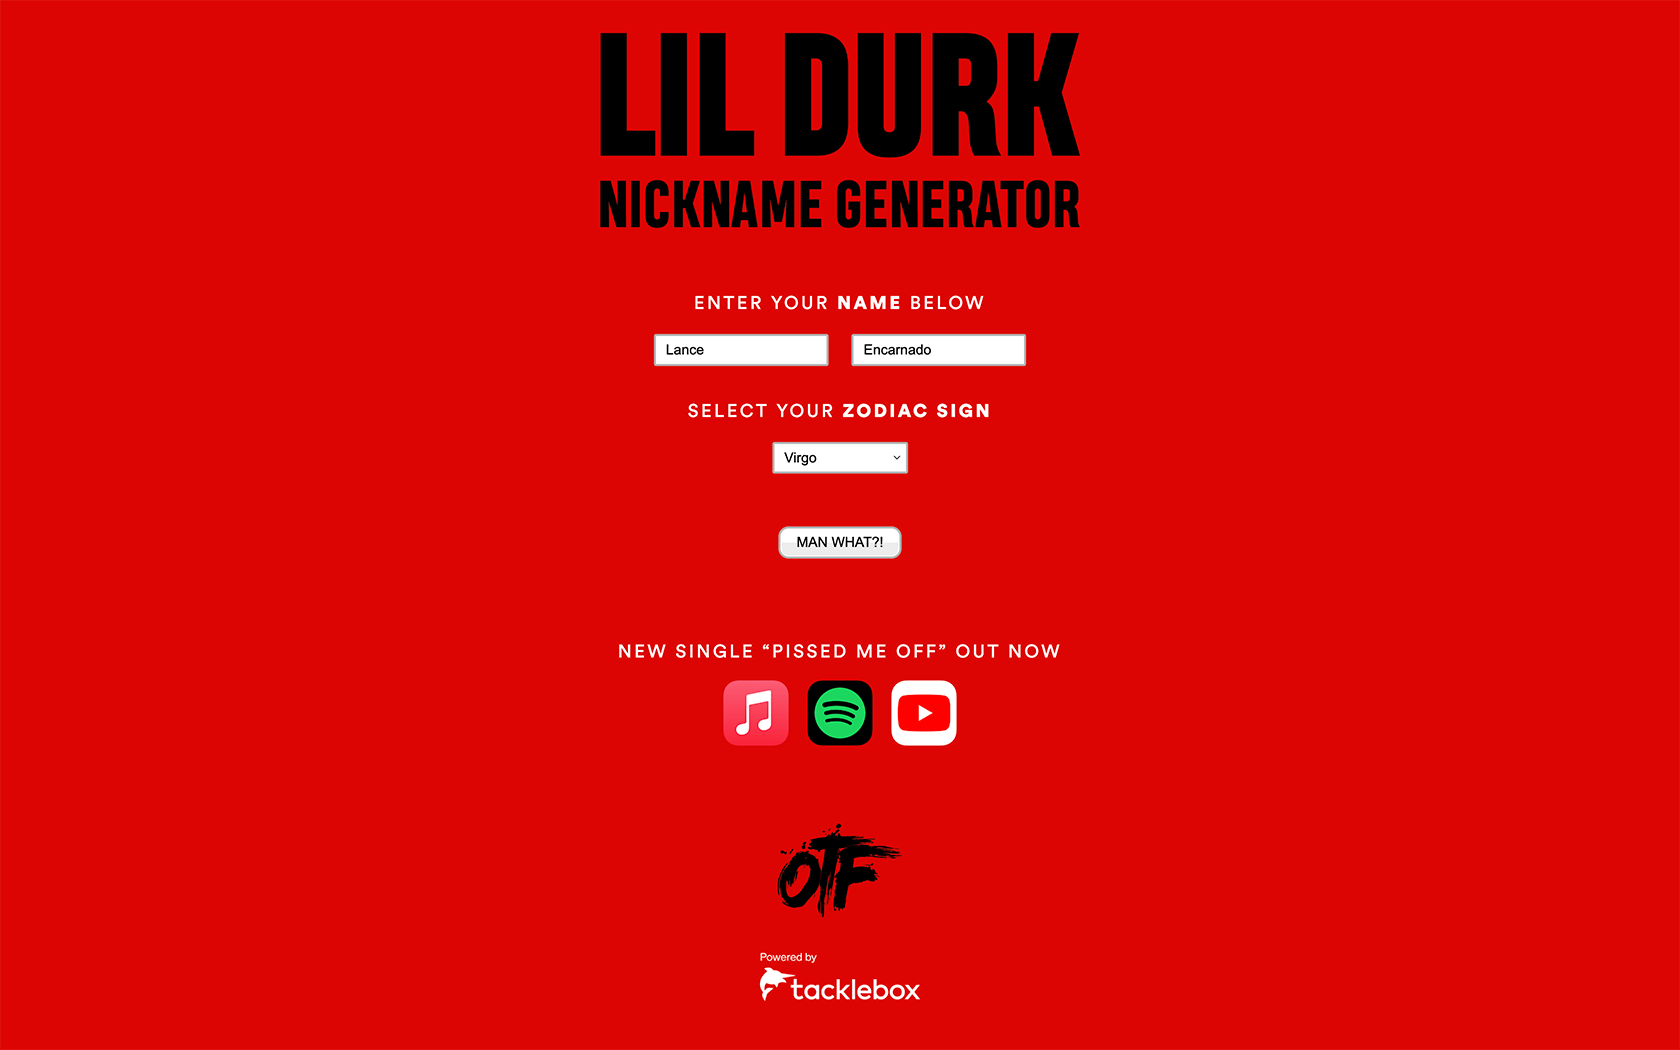 LIL DURK
NICKNAME GENERATOR
ENTER YOUR NAME BELOW
Lance Encarnado
SELECT YOUR ZODIAC SIGN
Virgo
MAN WHAT?!
NEW SINGLE “PISSED ME OFF” OUT NOW
OTF
Powered by
tacklebox